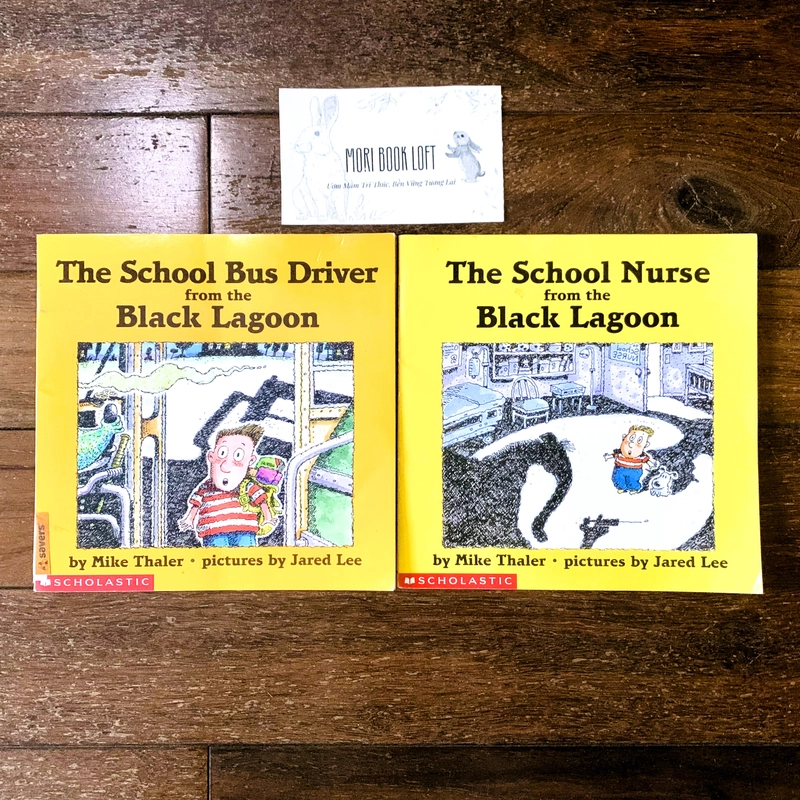 MORI BOOK LOFT
Ươm Mầm Tri Thức, Bền Vững Tương Lai
The School Bus Driver
from the
Black Lagoon
savers
by Mike Thaler • pictures by Jared Lee
SCHOLASTIC
The School Nurse
from the
Black Lagoon
NURSE
by Mike Thaler • pictures by Jared Lee
SCHOLASTIC